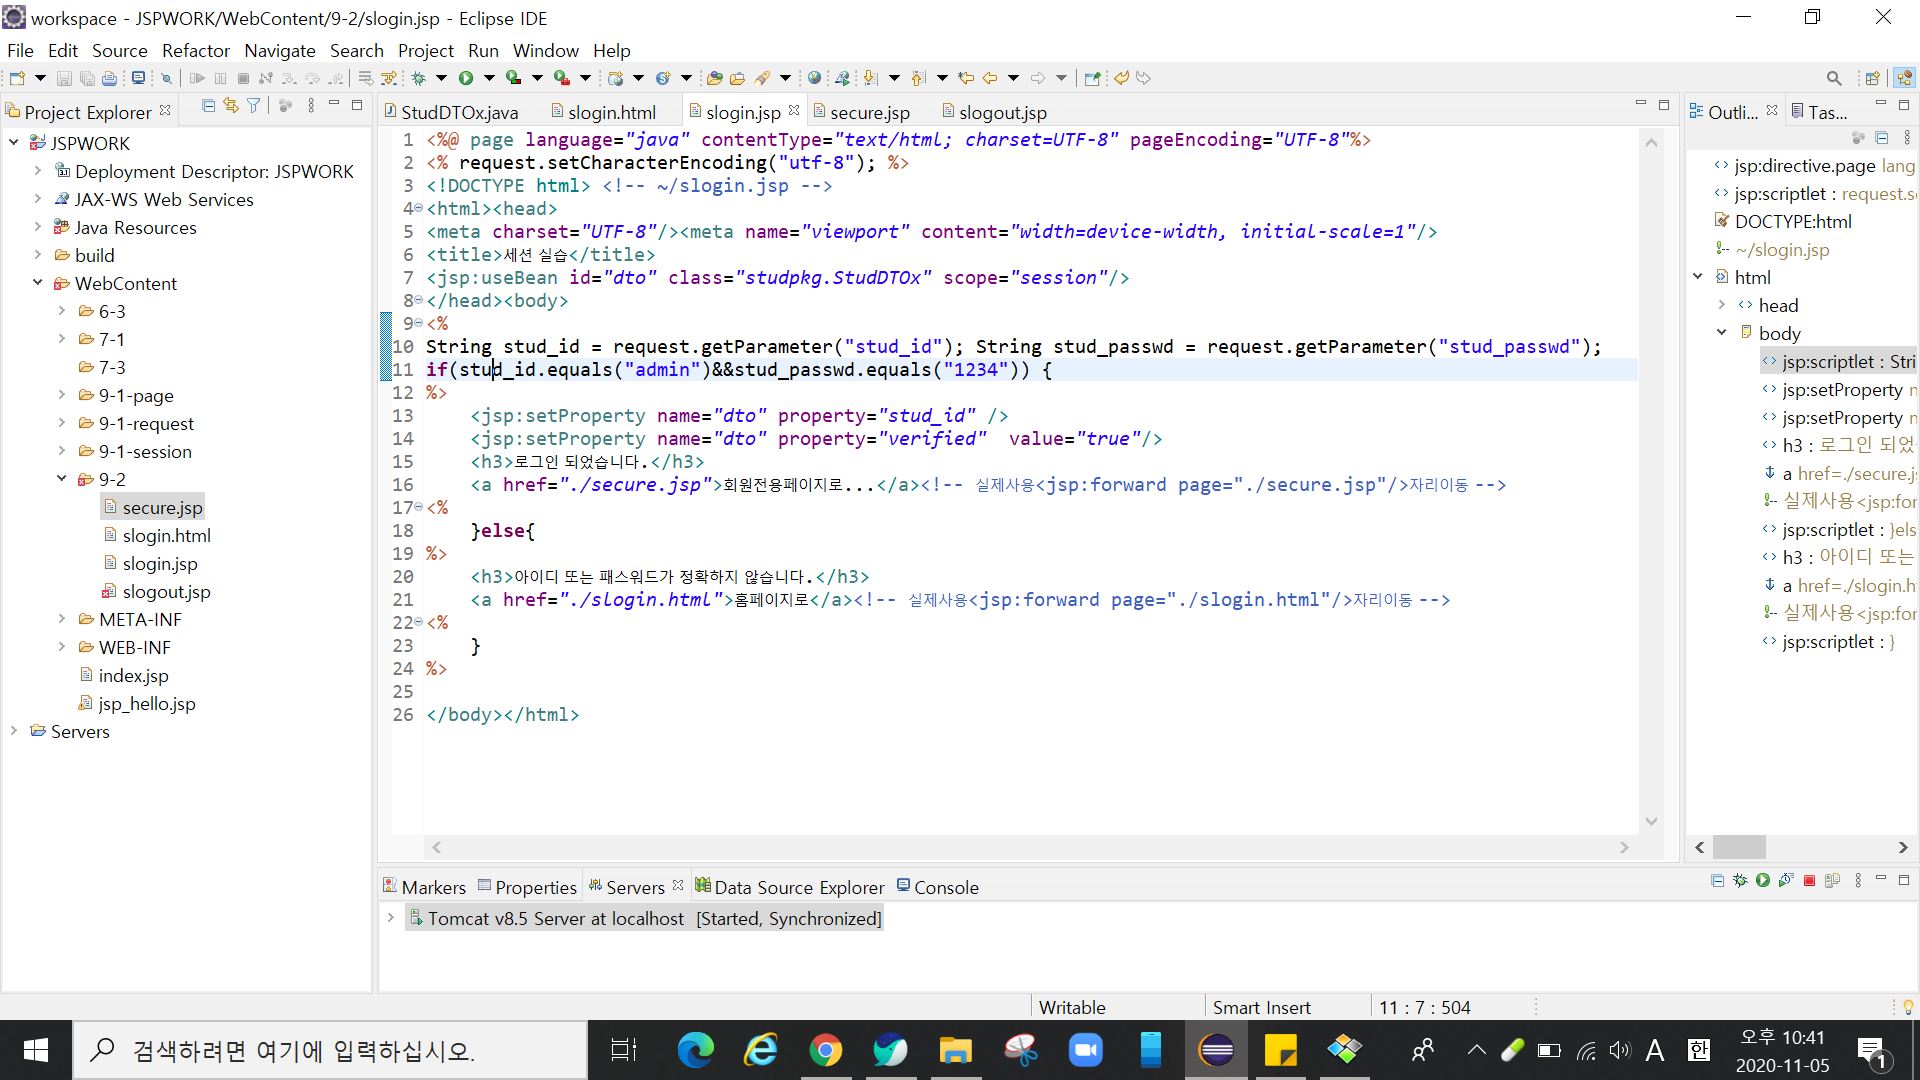 workspace - JSPWORK/WebContent/9-2/slogin.jsp - Eclipse IDE
File Edit Source Refactor Navigate Search Project Run Window Help
Project Explorer
JSPWORK
Deployment Descriptor: JSPWORK
JAX-WS Web Services
Java Resources
build
WebContent
6-3
7-1
7-3
9-1-page
9-1-request
9-1-session
9-2
secure.jsp
slogin.html
slogin.jsp
slogout.jsp
META-INF
WEB-INF
index.jsp
jsp_hello.jsp
Servers
StudDTOx.java slogin.html slogin.jsp secure.jsp slogout.jsp
1 <%@ page language="java" contentType="text/html; charset=UTF-8" pageEncoding="UTF-8"%>
2 <% request.setCharacterEncoding("utf-8"); %>
3 <!DOCTYPE html> <!-- ~/slogin.jsp -->
4 <html><head>
5 <meta charset="UTF-8"/><meta name="viewport" content="width=device-width, initial-scale=1"/>
6 <title>세션 실습</title>
7 <jsp:useBean id="dto" class="studpkg.StudDTOx" scope="session"/>
8 </head><body>
9 <%
10 String stud_id = request.getParameter("stud_id"); String stud_passwd = request.getParameter("stud_passwd");
11 if(stud_id.equals("admin")&&stud_passwd.equals("1234")) {
12 %>
13 <jsp:setProperty name="dto" property="stud_id" />
14 <jsp:setProperty name="dto" property="verified" value="true"/>
15 <h3>로그인 되었습니다.</h3>
16 <a href="./secure.jsp">회원전용페이지로...</a><!-- 실제사용<jsp:forward page="./secure.jsp"/>자리이동 -->
17 <%
18 }else{
19 %>
20 <h3>아이디 또는 패스워드가 정확하지 않습니다.</h3>
21 <a href="./slogin.html">홈페이지로</a><!-- 실제사용<jsp:forward page="./slogin.html"/>자리이동 -->
22 <%
23 }
24 %>
25
26 </body></html>
Outli... Tas...
jsp:directive.page lang
jsp:scriptlet : request.s
DOCTYPE:html
~/slogin.jsp
html
head
body
jsp:scriptlet : Stri
jsp:setProperty n
jsp:setProperty n
h3 : 로그인 되었
a href=./secure.j
실제사용<jsp:for
jsp:scriptlet : }els
h3 : 아이디 또는
a href=./slogin.h
실제사용<jsp:for
jsp:scriptlet : }
Markers Properties Servers Data Source Explorer Console
Tomcat v8.5 Server at localhost [Started, Synchronized]
Writable Smart Insert 11 : 7 : 504
검색하려면 여기에 입력하십시오.
A 한
오후 10:41
2020-11-05
1